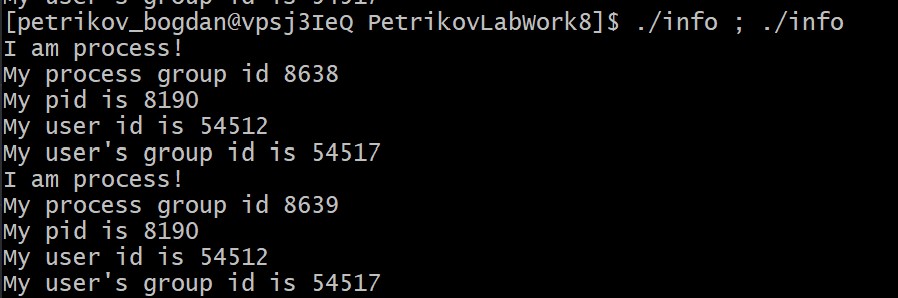 [petrikov_bogdan@vpsj3IeQ PetrikovLabWork8]$ ./info ; ./info
I am process!
My process group id 8638
My pid is 8190
My user id is 54512
My user's group id is 54517
I am process!
My process group id 8639
My pid is 8190
My user id is 54512
My user's group id is 54517